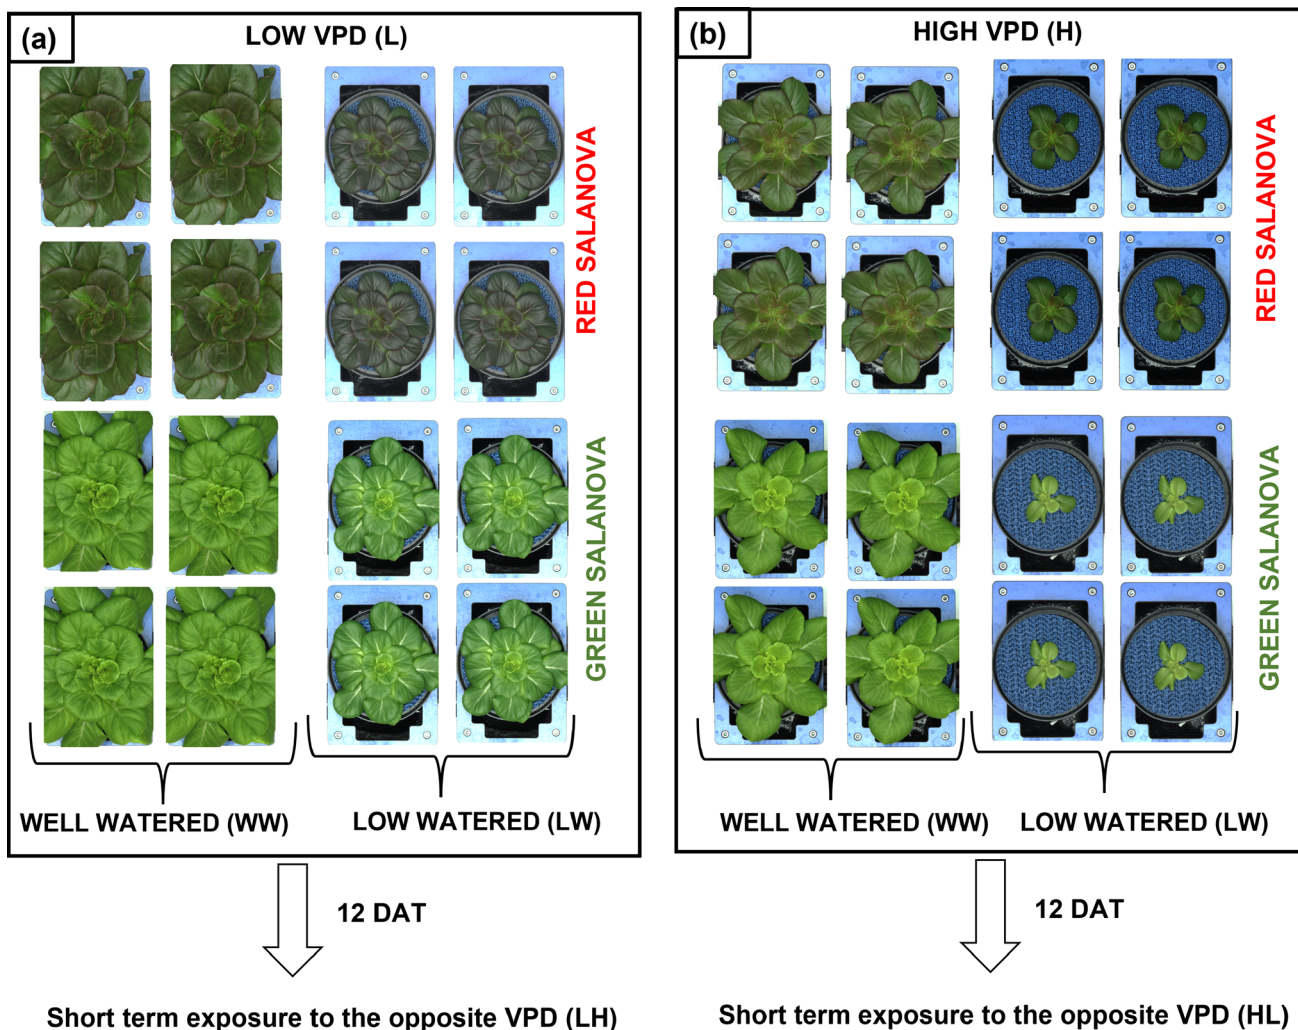 (a)
LOW VPD (L)
RED SALANOVA
GREEN SALANOVA
WELL WATERED (WW)
LOW WATERED (LW)
12 DAT
Short term exposure to the opposite VPD (LH)
(b)
HIGH VPD (H)
RED SALANOVA
GREEN SALANOVA
WELL WATERED (WW)
LOW WATERED (LW)
12 DAT
Short term exposure to the opposite VPD (HL)